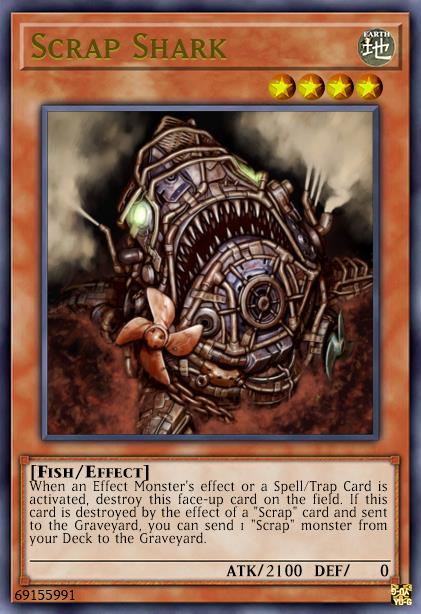 Scrap Shark
EARTH
地
[Fish/Effect]
When an Effect Monster's effect or a Spell/Trap Card is
activated, destroy this face-up card on the field. If this
card is destroyed by the effect of a "Scrap" card and sent
to the Graveyard, you can send 1 "Scrap" monster from
your Deck to the Graveyard.
ATK/2100 DEF/ 0
69155991